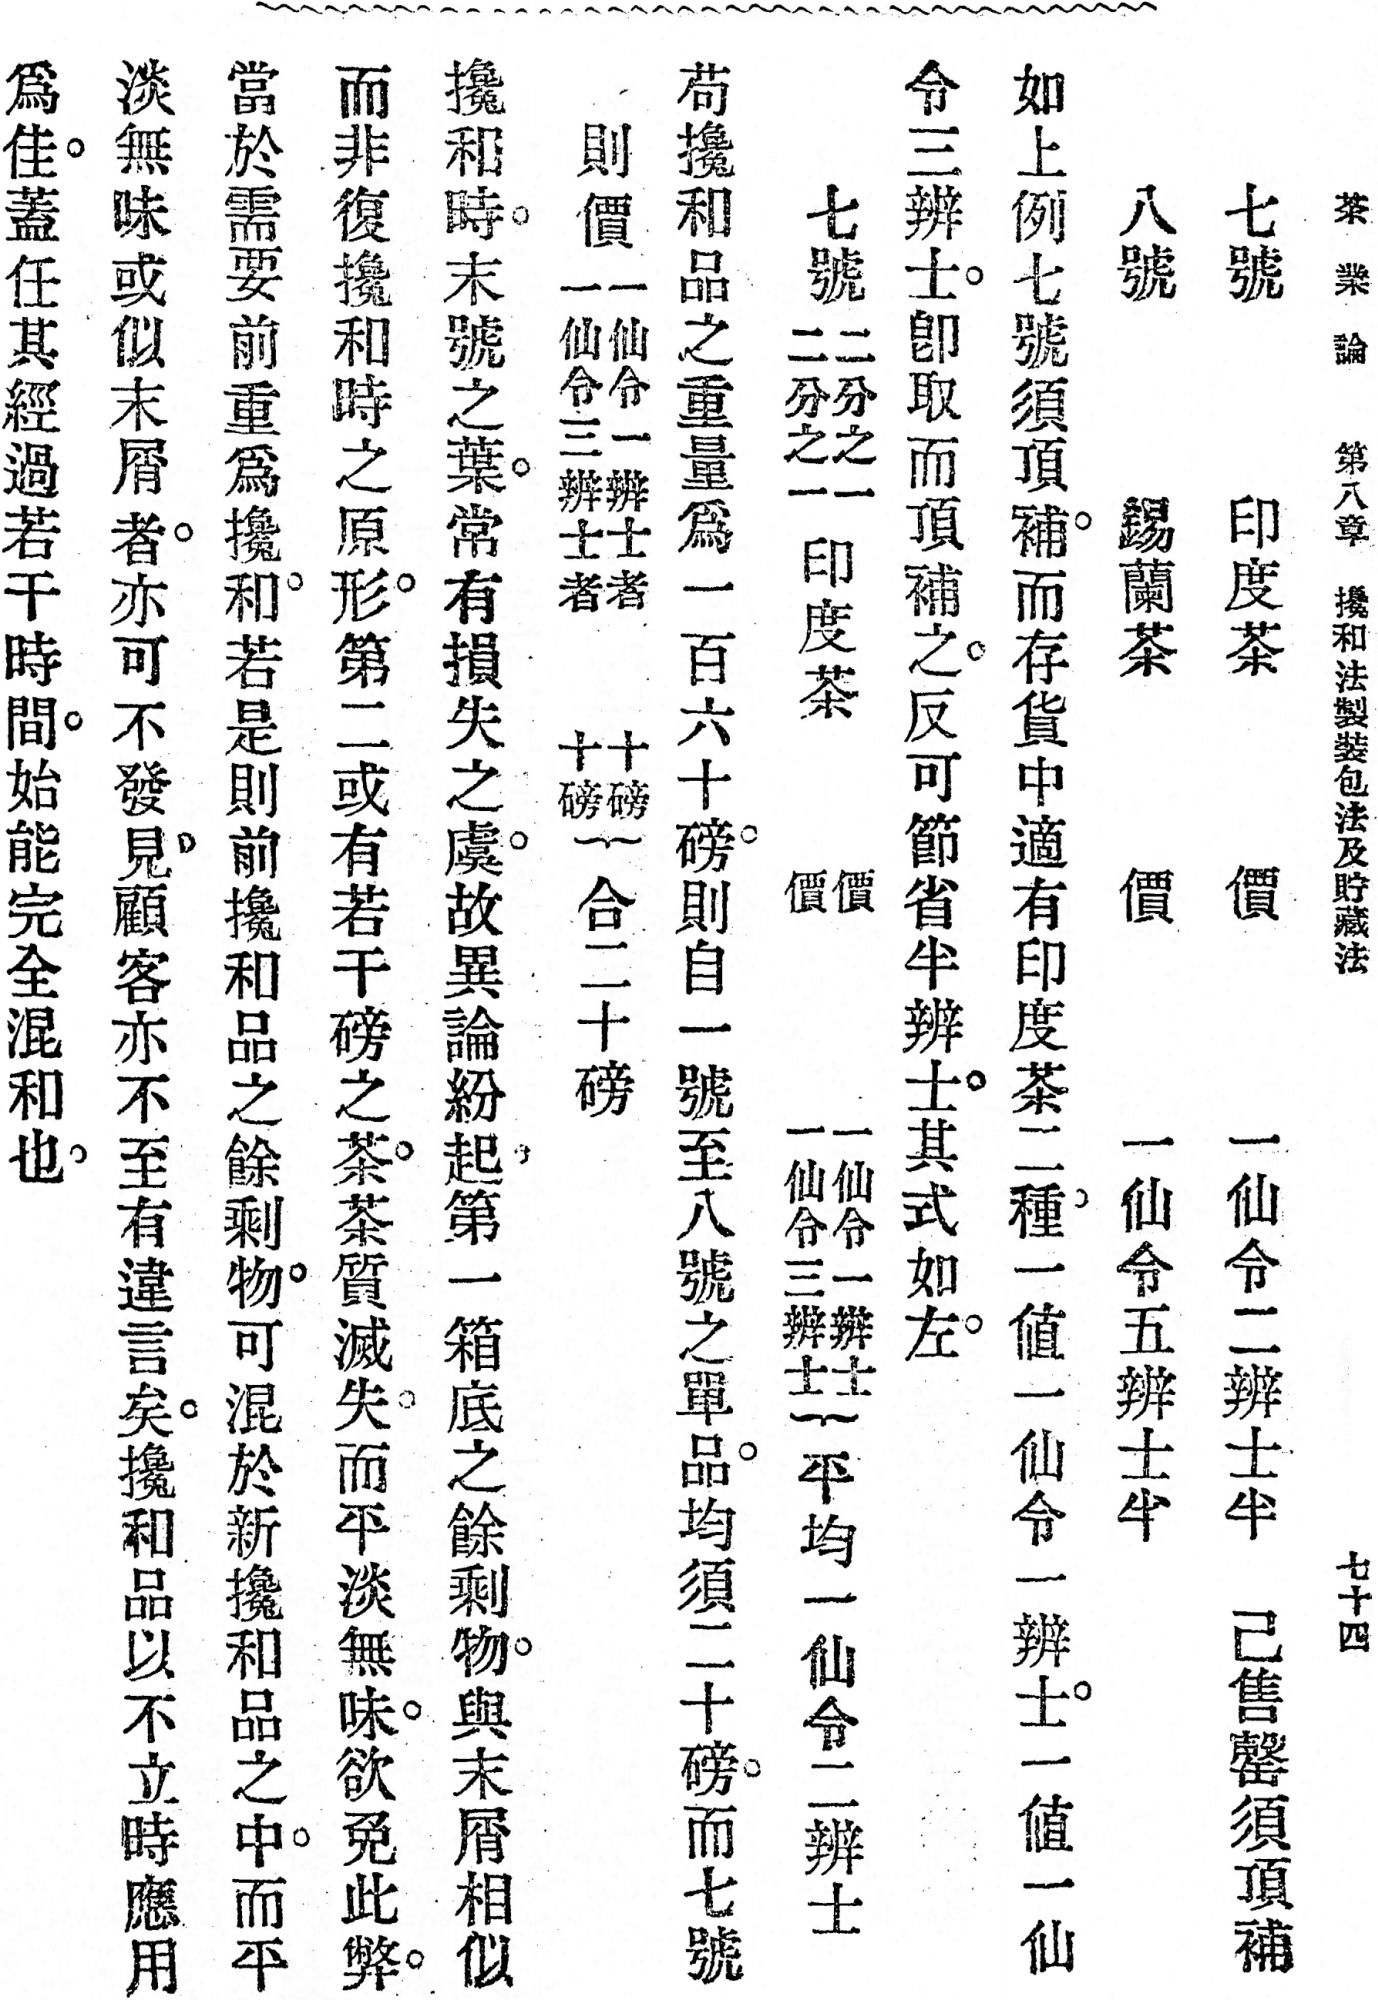 茶業論 第八章 攙和法製裝包法及貯藏法 七十四
七號 印度茶 價 一仙令二辨士半 已售罄須頂補
八號 錫蘭茶 價 一仙令五辨士半
如上例七號須頂補。而存貨中適有印度茶二種。一値一仙令一辨士。一値一仙
令三辨士。卽取而頂補之。反可節省半辨士。其式如左。
七號 二分之一 二分之一 印度茶 價 價 一仙令一辨士 一仙令三辨士 }平均一仙令二辨士
苟攙和品之重量爲一百六十磅。則自一號至八號之單品。均須二十磅。而七號
則價 一仙令一辨士者 一仙令三辨士者 十磅 十磅 }合二十磅
攙和時。末號之葉。常有損失之虞。故異論紛起。第一箱底之餘剩物。與末屑相似
而非復攙和時之原形。第二或有若干磅之茶。茶質滅失。而平淡無味。欲免此弊。
當於需要前重爲攙和。若是則前攙和品之餘剩物。可混於新攙和品之中。而平
淡無味或似末屑者。亦可不發見。顧客亦不至有違言矣。攙和品以不立時應用
爲佳。蓋任其經過若干時間。始能完全混和也。